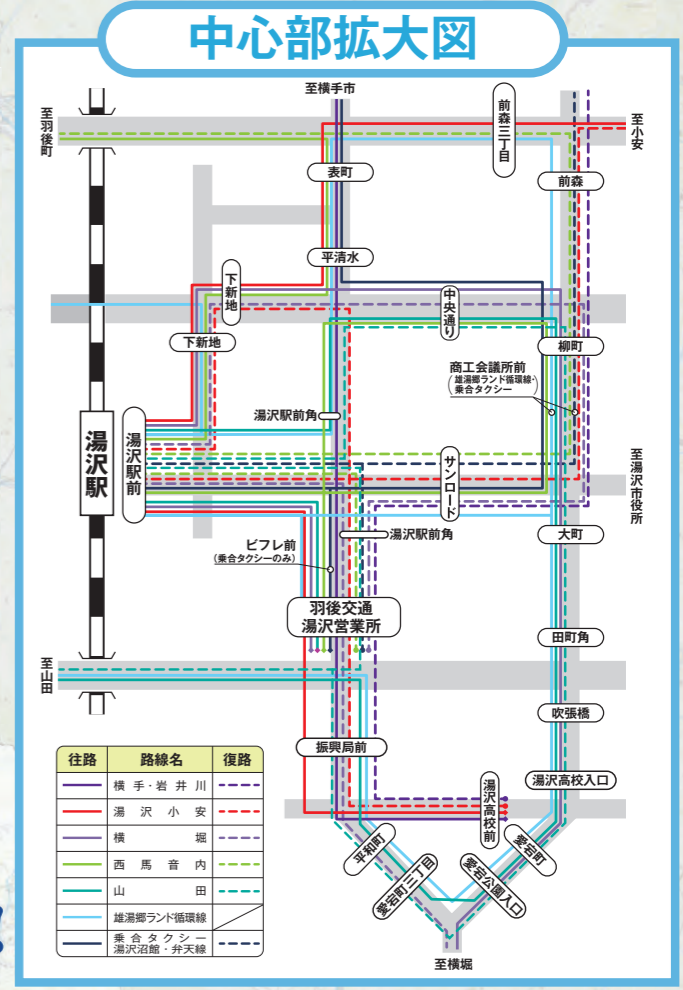 中心部拡大図
至横手市
至羽後町
前森三丁目
至小安
表町
前森
平清水
下新地
中央通り
下新地
柳町
商工会議所前
(雄湯郷ランド循環線・
乗合タクシー)
湯沢駅前角
湯沢駅
湯沢駅前
サンロード
至湯沢市役所
湯沢駅前角
大町
ビフレ前
(乗合タクシーのみ)
羽後交通
湯沢営業所
田町角
至山田
吹張橋
振興局前
湯沢高校入口
湯沢高校前
平和町
愛宕町
愛宕町三丁目
愛宕公園入口
至横堀
往路 路線名 復路
横手・岩井川
湯沢小安
横堀
西馬音内
山田
雄湯郷ランド循環線
乗合タクシー
湯沢沼館・弁天線